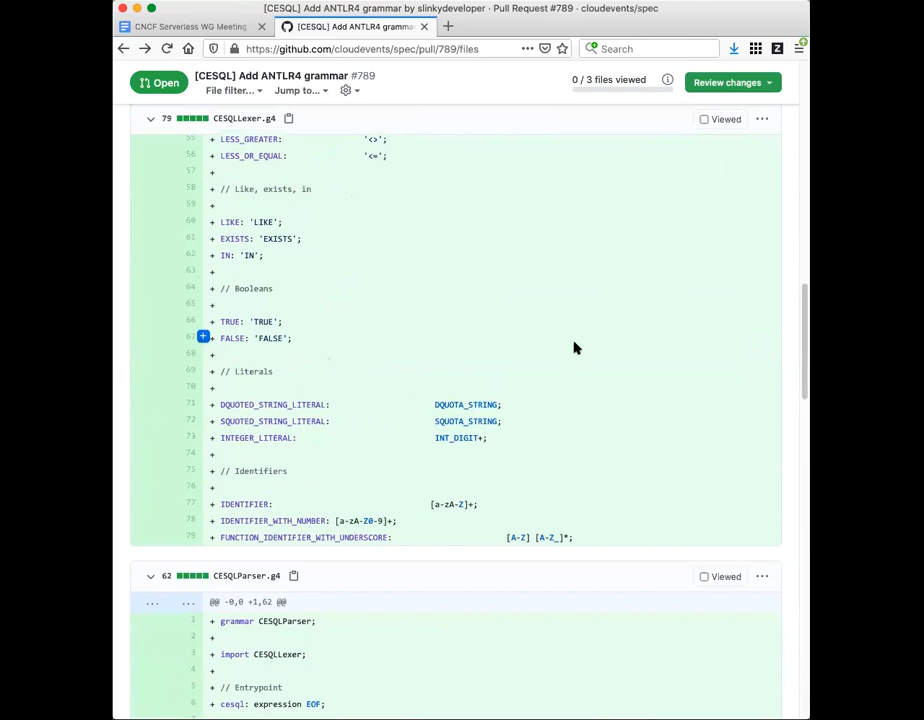 [CESQL] Add ANTLR4 grammar by slinkydeveloper · Pull Request #789 · cloudevents/spec
CNCF Serverless WG Meeting
[CESQL] Add ANTLR4 gramma
https://github.com/cloudevents/spec/pull/789/files
Search
Open
[CESQL] Add ANTLR4 grammar #789
File filter...
Jump to...
0 / 3 files viewed
Review changes
79 CESQLLexer.g4
Viewed
55 + LESS_GREATER: '<>';
56 + LESS_OR_EQUAL: '<=';
57 +
58 + // Like, exists, in
59 +
60 + LIKE: 'LIKE';
61 + EXISTS: 'EXISTS';
62 + IN: 'IN';
63 +
64 + // Booleans
65 +
66 + TRUE: 'TRUE';
67 + FALSE: 'FALSE';
68 +
69 + // Literals
70 +
71 + DQUOTED_STRING_LITERAL: DQUOTA_STRING;
72 + SQUOTED_STRING_LITERAL: SQUOTA_STRING;
73 + INTEGER_LITERAL: INT_DIGIT+;
74 +
75 + // Identifiers
76 +
77 + IDENTIFIER: [a-zA-Z]+;
78 + IDENTIFIER_WITH_NUMBER: [a-zA-Z0-9]+;
79 + FUNCTION_IDENTIFIER_WITH_UNDERSCORE: [A-Z] [A-Z_]*;
62 CESQLParser.g4
Viewed
... ... @@ -0,0 +1,62 @@
1 + grammar CESQLParser;
2 +
3 + import CESQLLexer;
4 +
5 + // Entrypoint
6 + cesql: expression EOF;